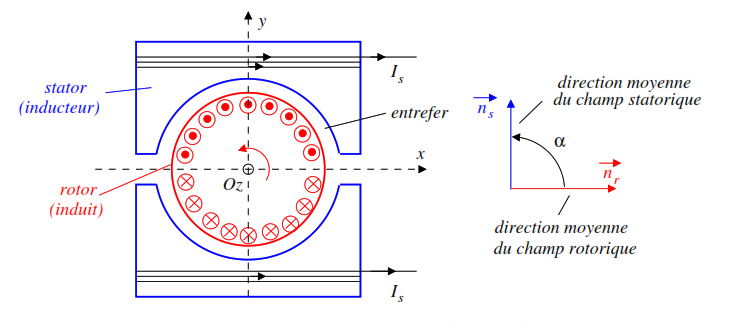 y
I_s
stator
(inducteur)
entrefer
x
Oz
rotor
(induit)
I_s
direction moyenne
du champ statorique
n_s
α
n_r
direction moyenne
du champ rotorique